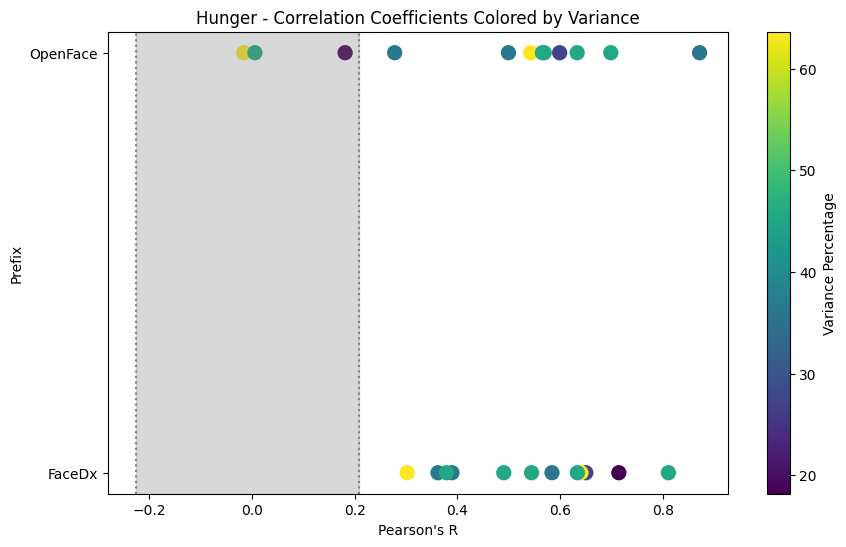 Hunger - Correlation Coefficients Colored by Variance
OpenFace
FaceDx
Prefix
−0.2
0.0
0.2
0.4
0.6
0.8
Pearson's R
60
50
40
30
20
Variance Percentage